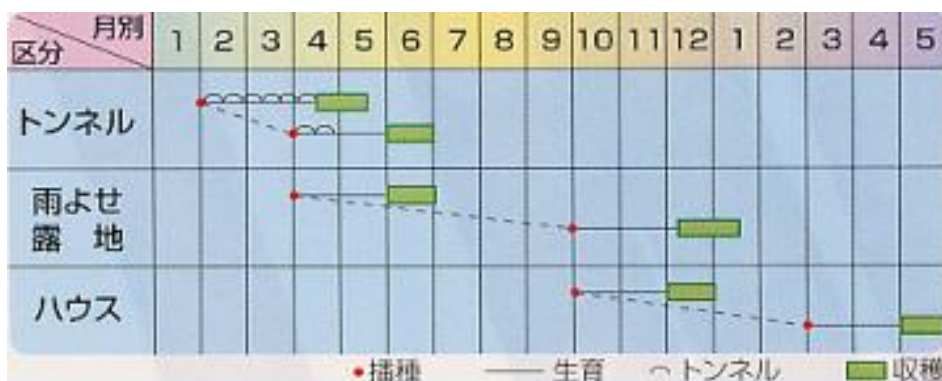 月別
区分
1 2 3 4 5 6 7 8 9 10 11 12 1 2 3 4 5
トンネル
雨よせ
露 地
ハウス
•播種 —— 生育 ⌒トンネル 収穫